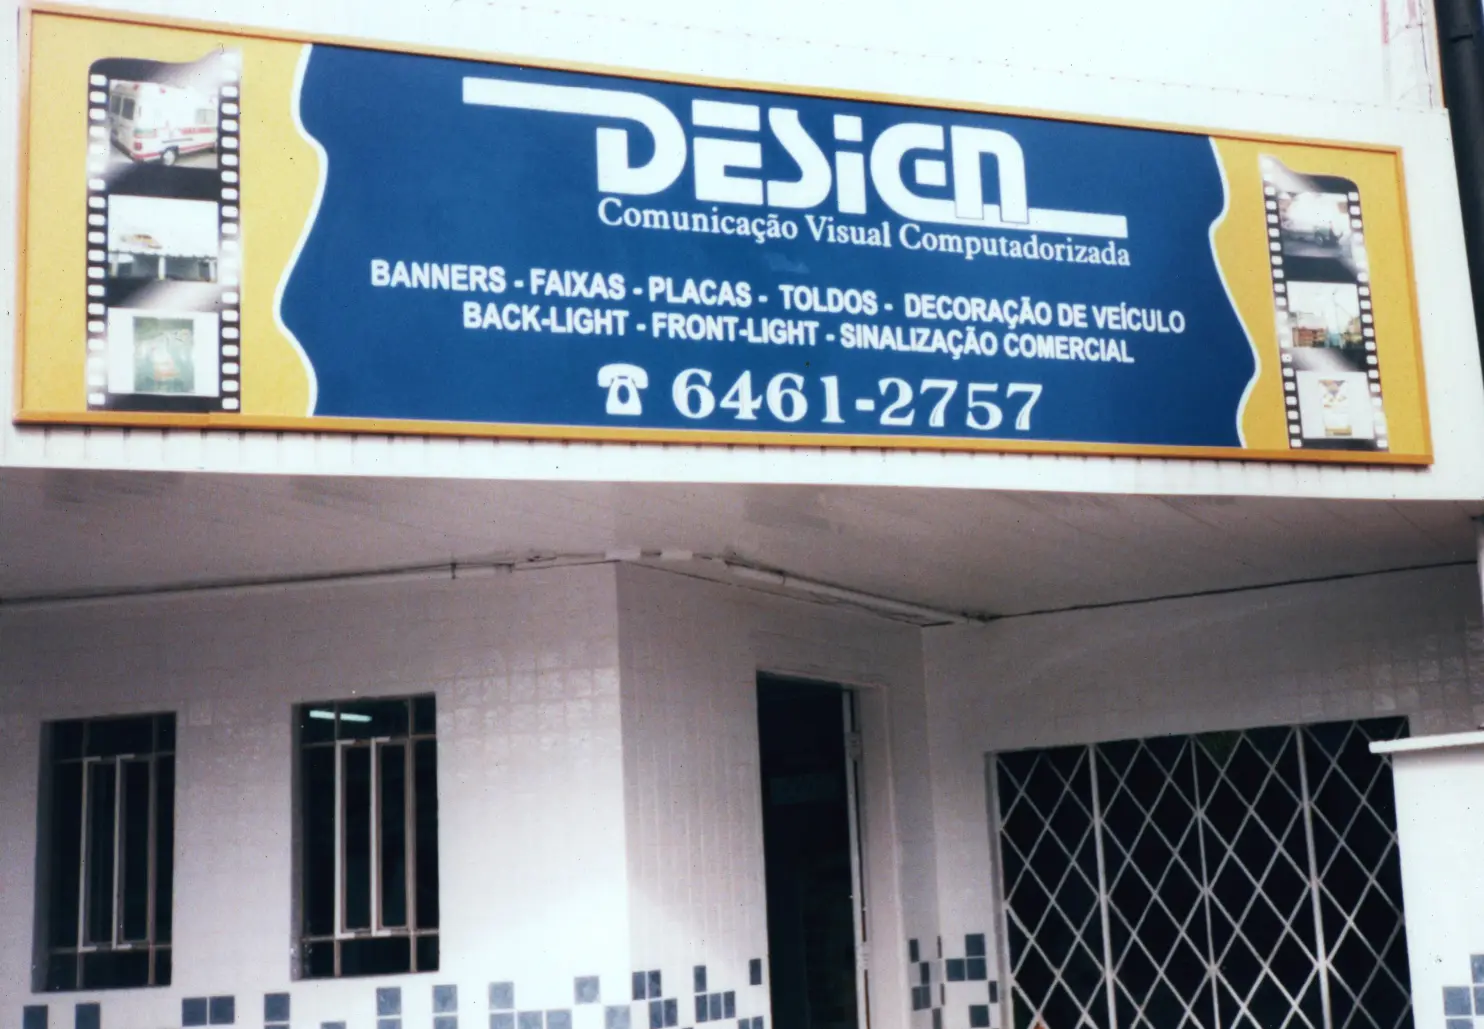 DESiGN
Comunicação Visual Computadorizada
BANNERS - FAIXAS - PLACAS - TOLDOS - DECORAÇÃO DE VEÍCULO
BACK-LIGHT - FRONT-LIGHT - SINALIZAÇÃO COMERCIAL
☎ 6461-2757